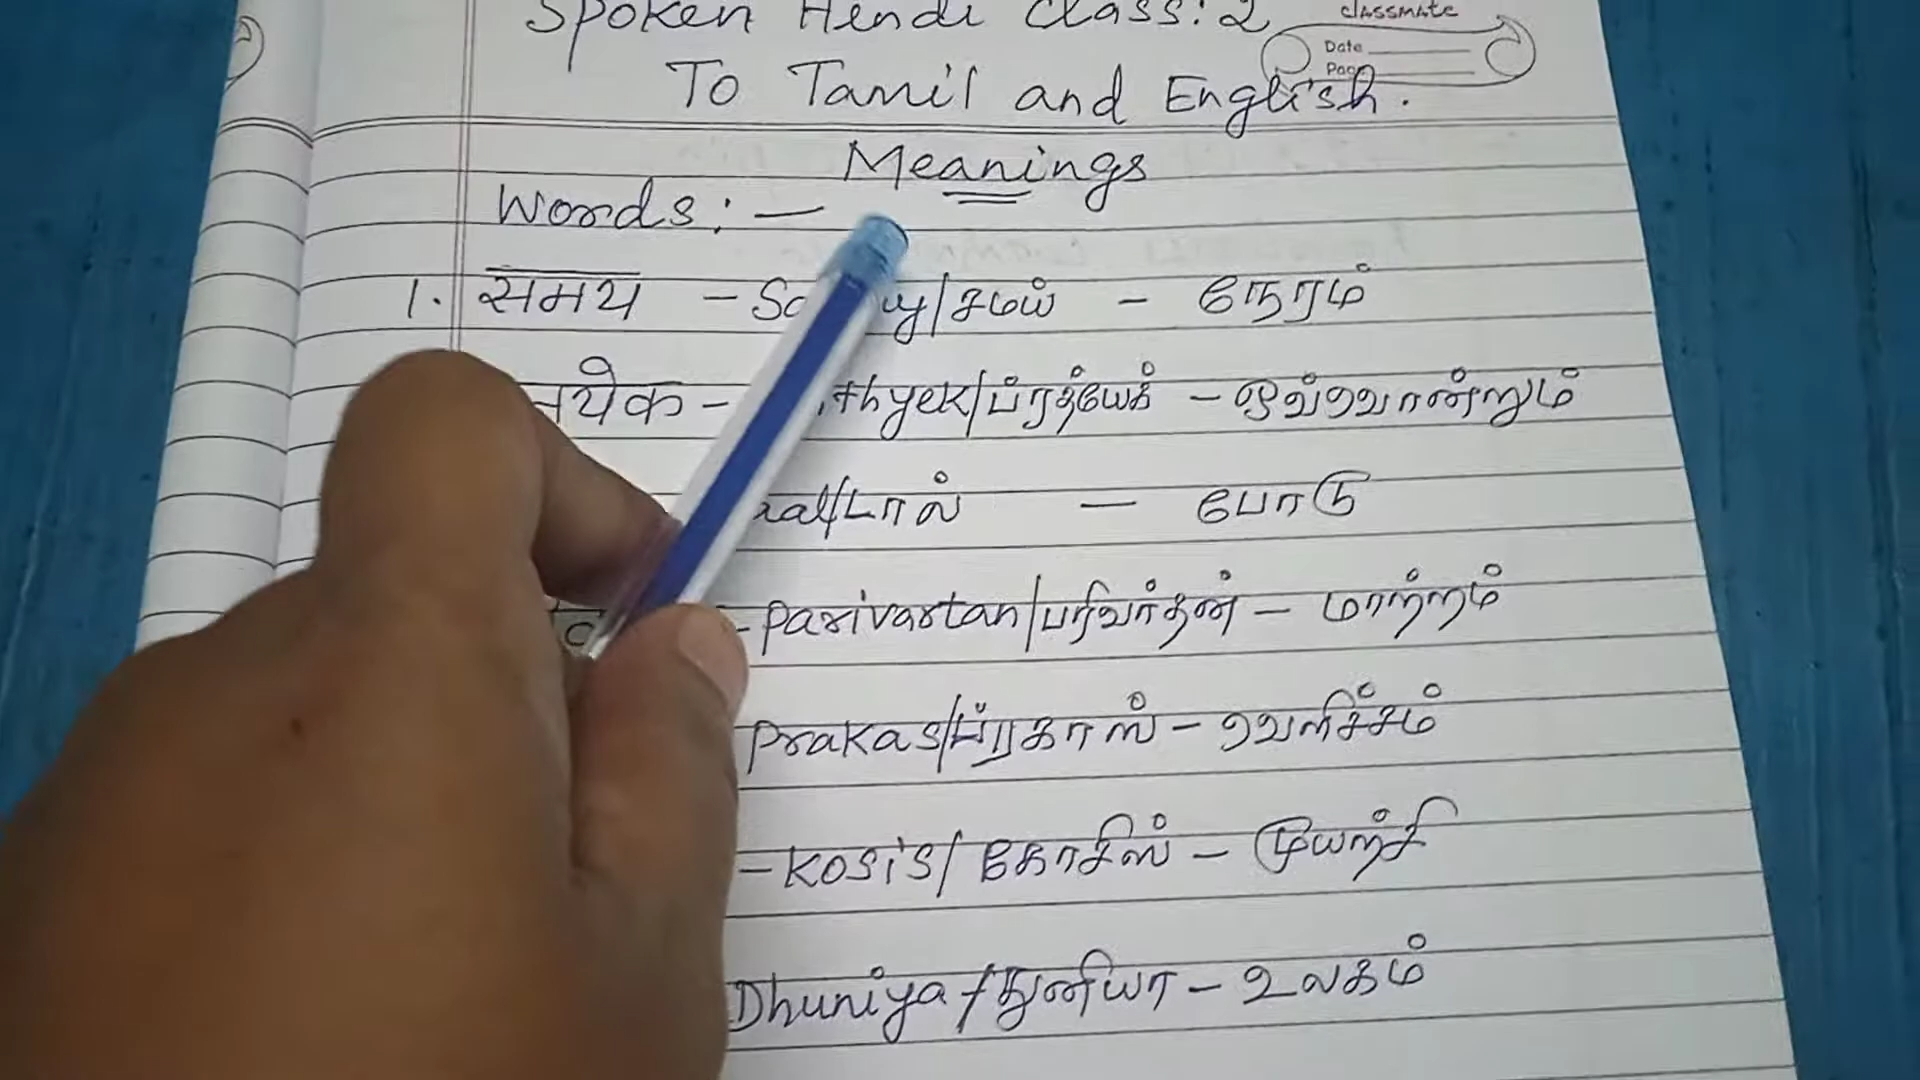 Spoken Hindi Class: 2
classmate
Date
Page
To Tamil and English.
Meanings
Words: —
1. समय - /சமய் - நேரம்
- /ப்ரத்யேக் - ஒவ்வொன்றும்
/டால் - போடு
- Parivartan/பரிவர்தன் - மாற்றம்
Prakas/ப்ரகாஸ் - வெளிச்சம்
- Kosis/கோசிஸ் - முயற்சி
Dhuniya/துனியா - உலகம்